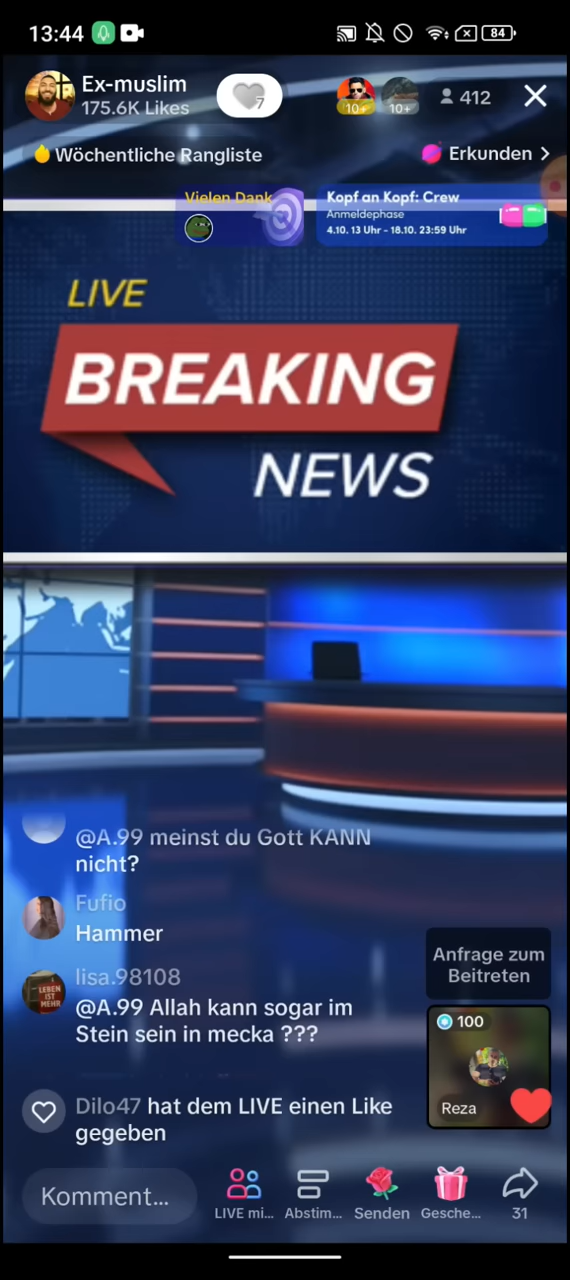 13:44
84
Ex-muslim
175.6K Likes
7
10+
10+
412
Wöchentliche Rangliste
Erkunden
Vielen Dank
Kopf an Kopf: Crew
Anmeldephase
4.10. 13 Uhr - 18.10. 23:59 Uhr
LIVE
BREAKING
NEWS
@A.99 meinst du Gott KANN
nicht?
Fufio
Hammer
lisa.98108
LEBEN
IST
MEHR
@A.99 Allah kann sogar im
Stein sein in mecka ???
Anfrage zum
Beitreten
100
Reza
Dilo47 hat dem LIVE einen Like
gegeben
Komment...
LIVE mi...
Abstim...
Senden
Gesche...
31